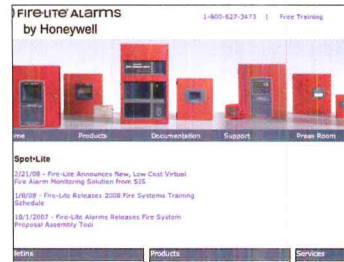 FIRE•LITE ALARMS
by Honeywell
1-800-627-3473 | Free Training
me Products Documentation Support Press Room
Spot•Lite
2/21/08 - Fire-Lite Announces New, Low Cost Virtual
Fire Alarm Monitoring Solution from SIS
1/8/08 - Fire-Lite Releases 2008 Fire Systems Training
Schedule
10/1/2007 - Fire-Lite Alarms Releases Fire System
Proposal Assembly Tool
letins Products Services